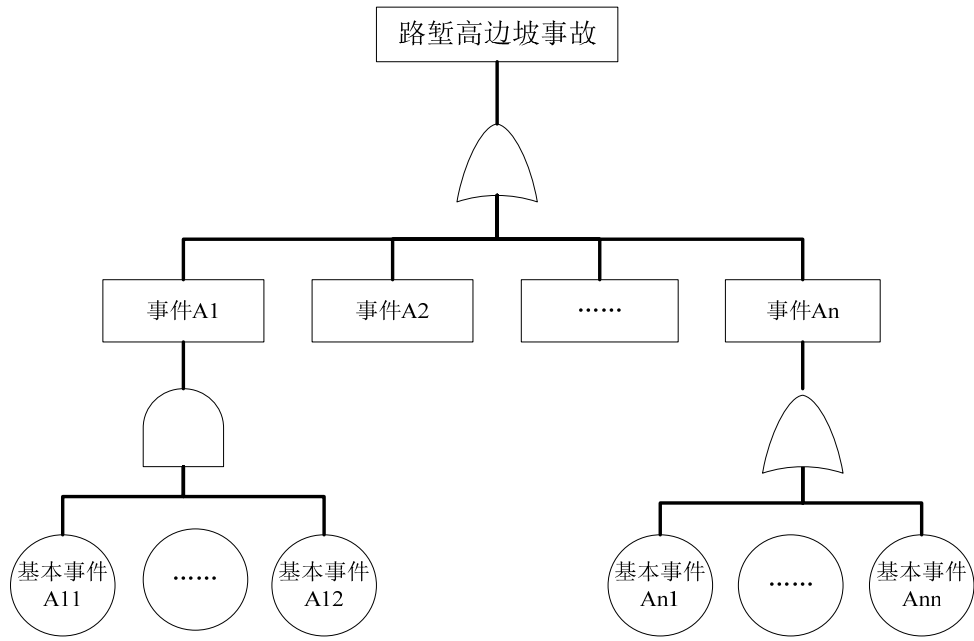 路堑高边坡事故
事件A1
事件A2
……
事件An
基本事件
A11
……
基本事件
A12
基本事件
An1
……
基本事件
Ann